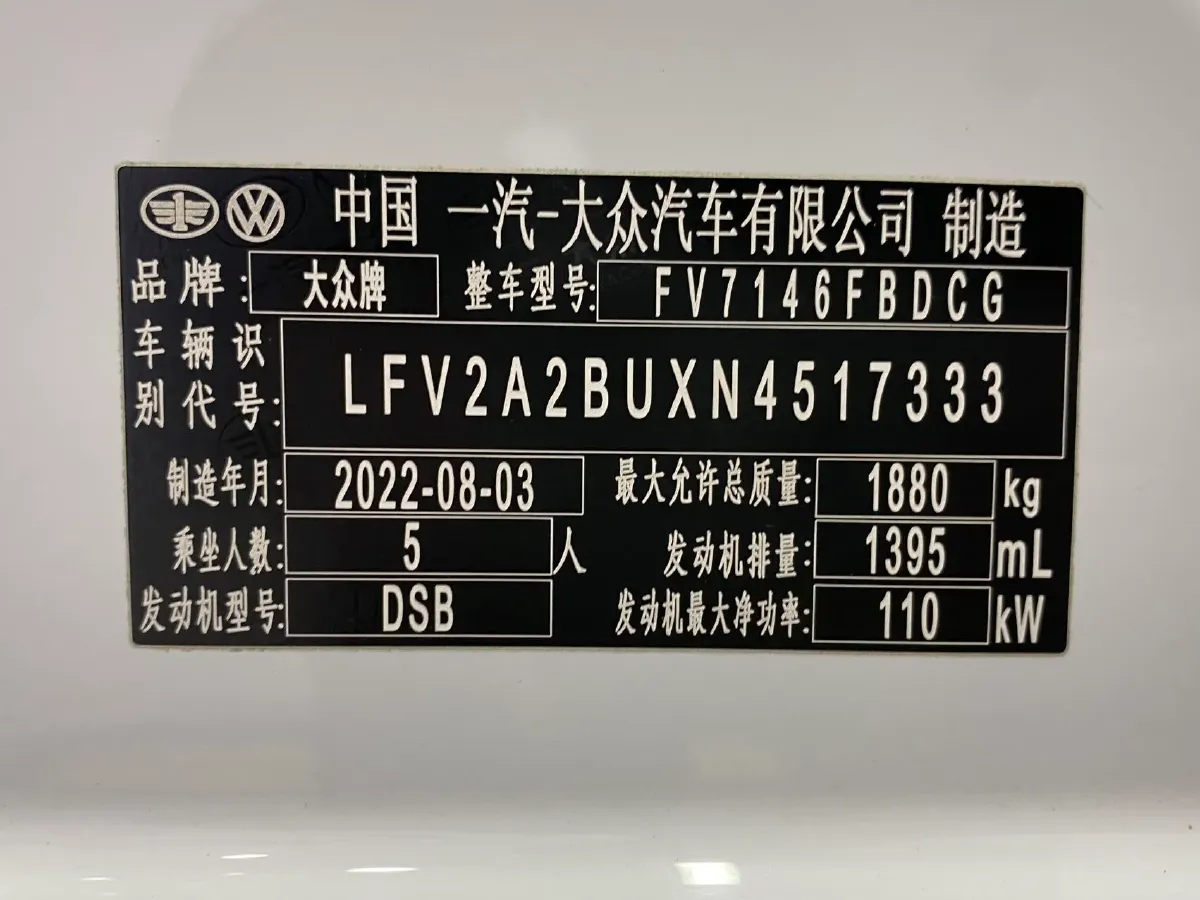 中国 一汽-大众汽车有限公司 制造
品牌: 大众牌 整车型号: FV7146FBDCG
车辆识别代号: LFV2A2BUXN4517333
制造年月: 2022-08-03 最大允许总质量: 1880 kg
乘坐人数: 5 人 发动机排量: 1395 mL
发动机型号: DSB 发动机最大净功率: 110 kW